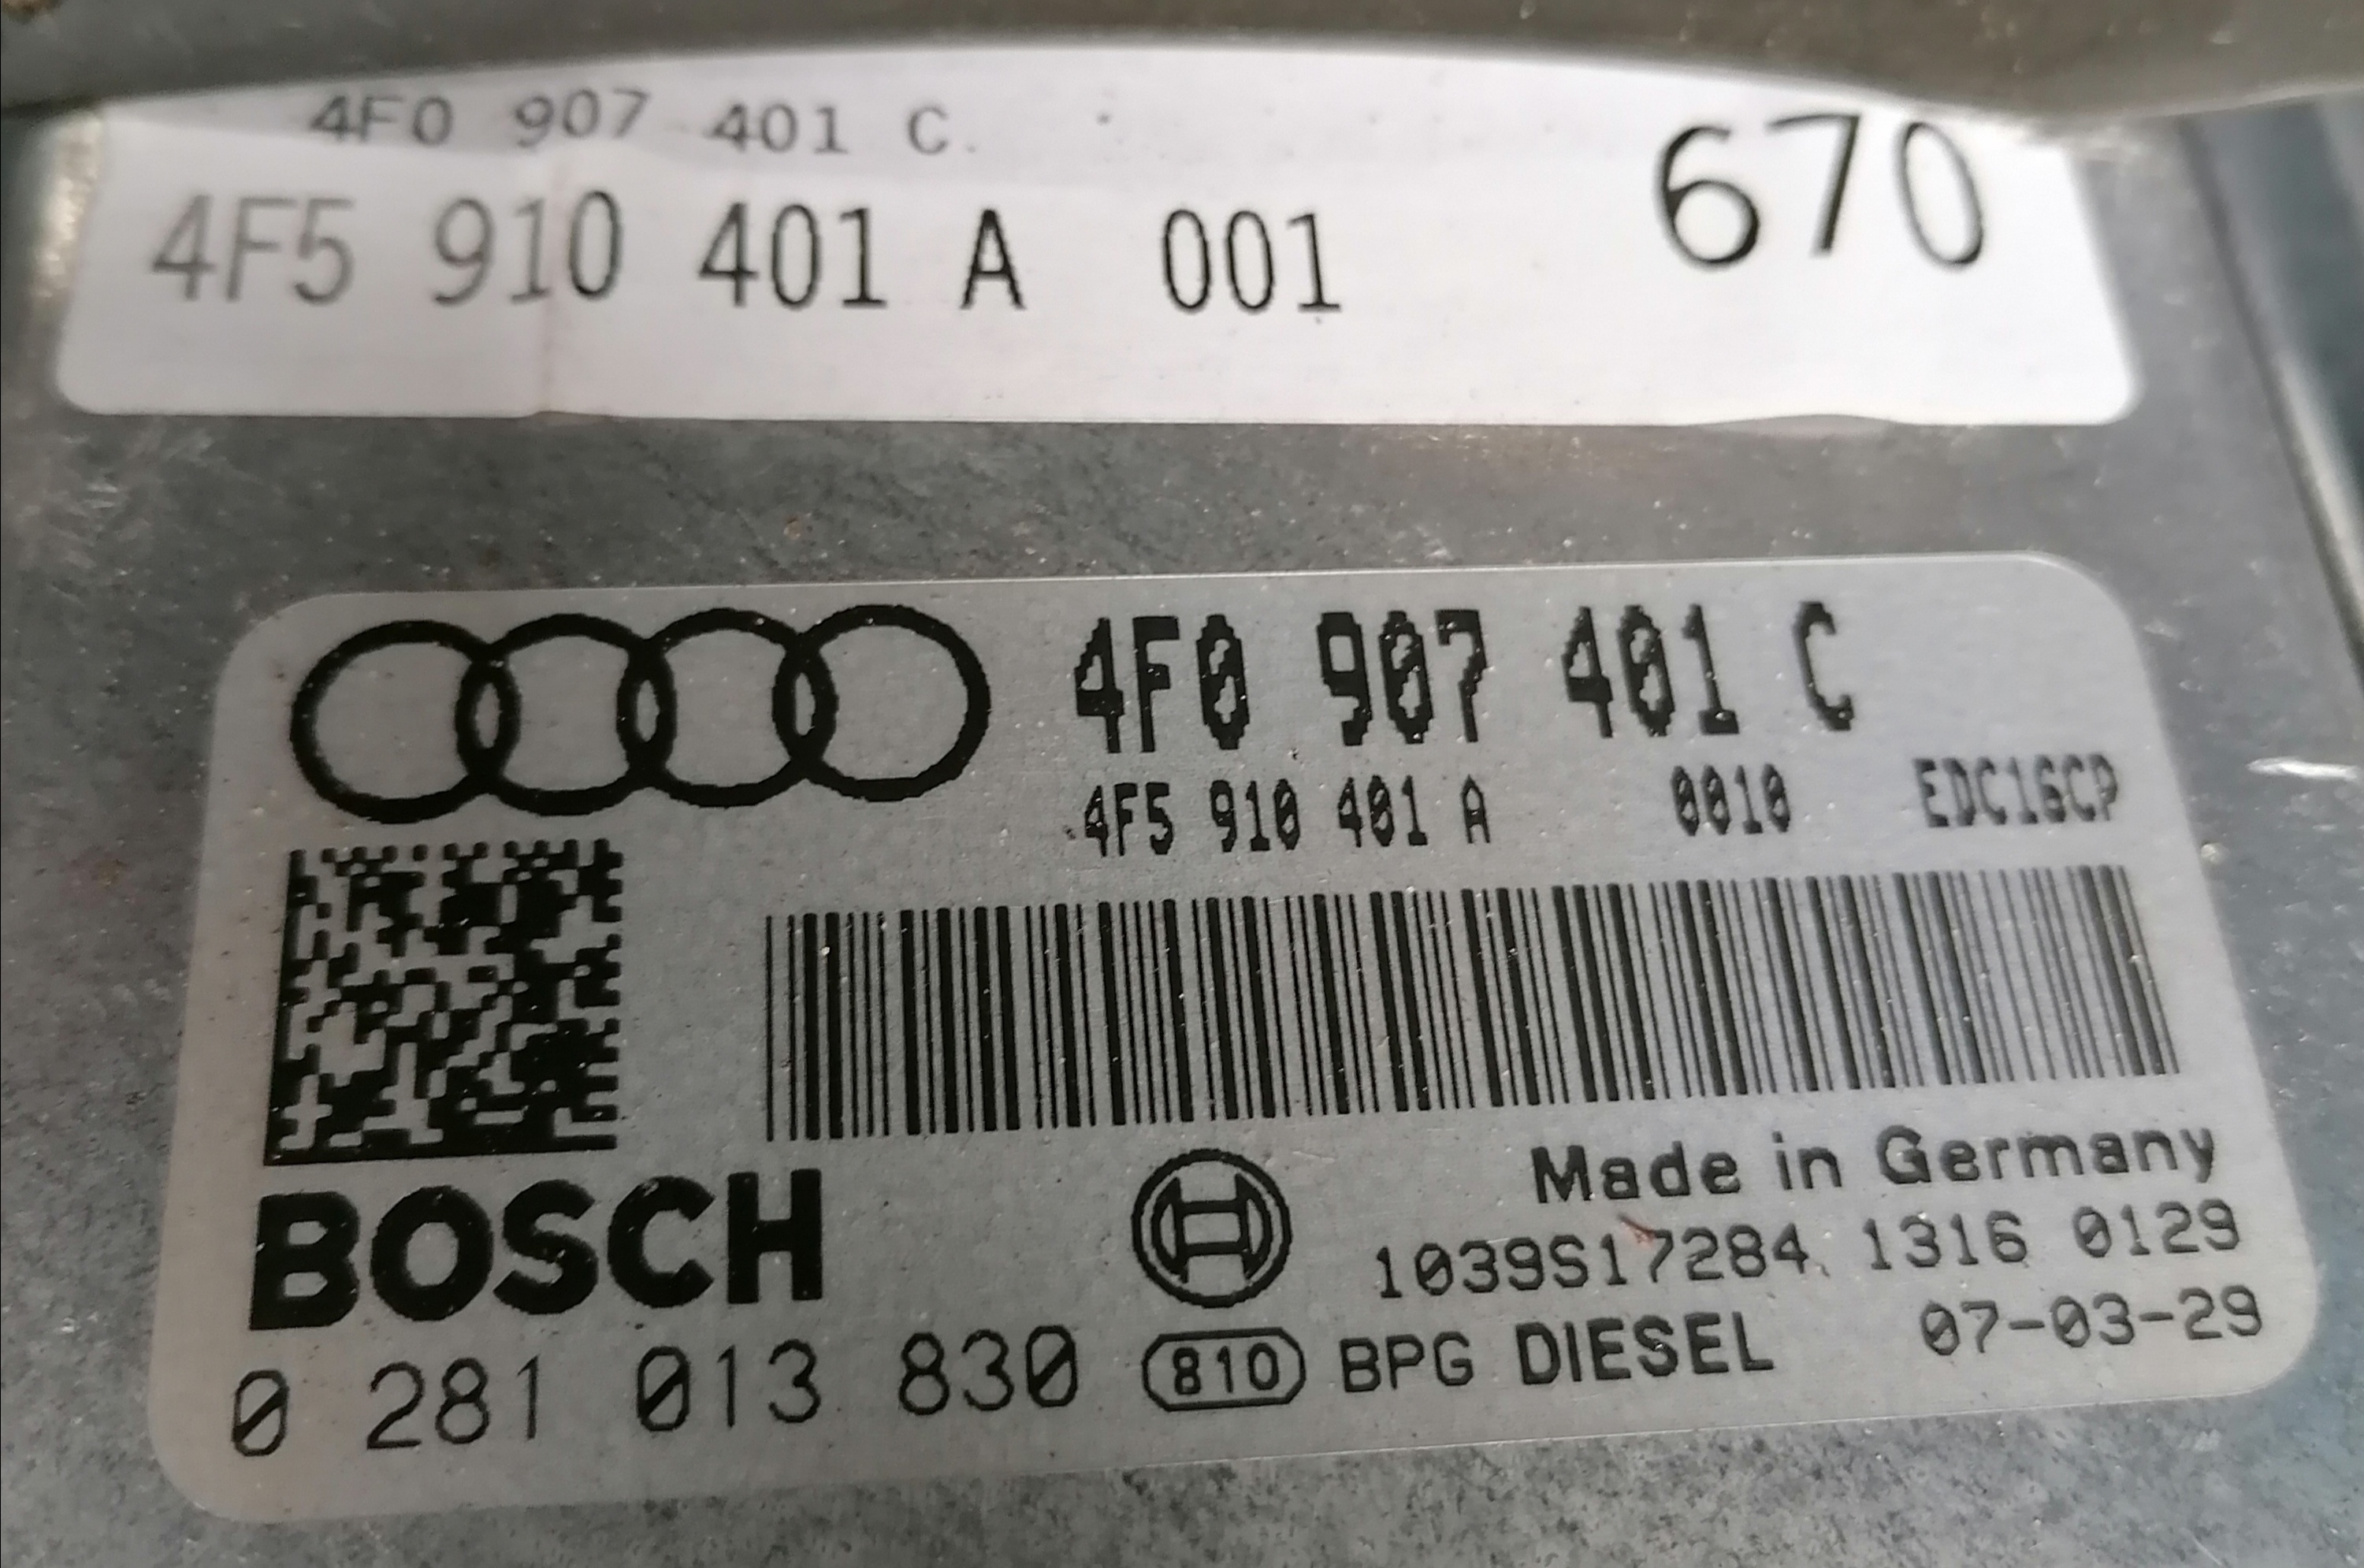 4F0 907 401 C
4F5 910 401 A 001 670
4F0 907 401 C
4F5 910 401 A 0010 EDC16CP
BOSCH
Made in Germany
1039S17284 1316 0129
0 281 013 830 810 BPG DIESEL 07-03-29